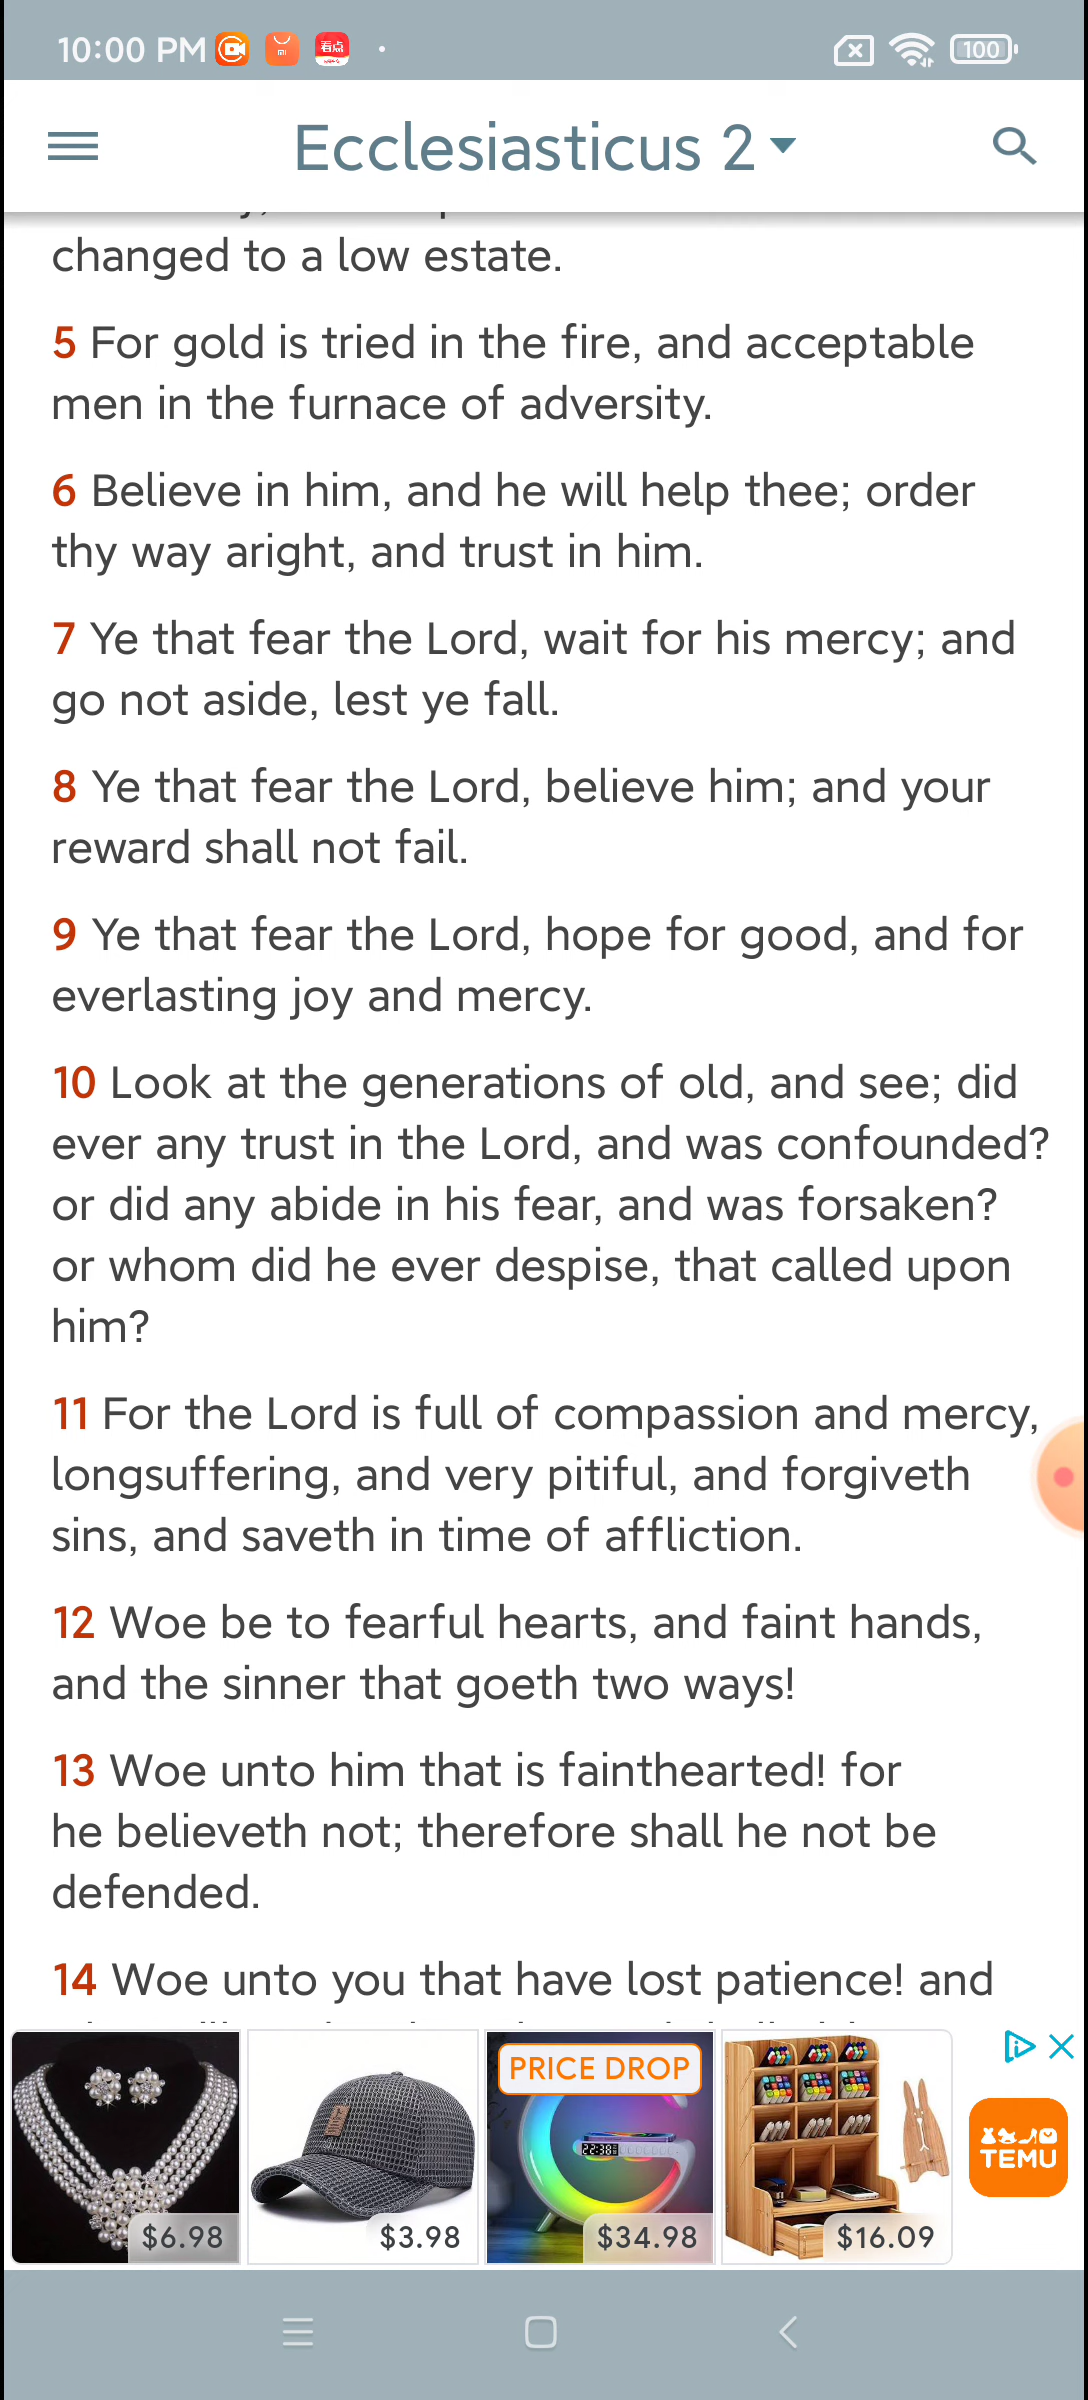 10:00 PM
100
Ecclesiasticus 2
changed to a low estate.
5 For gold is tried in the fire, and acceptable
men in the furnace of adversity.
6 Believe in him, and he will help thee; order
thy way aright, and trust in him.
7 Ye that fear the Lord, wait for his mercy; and
go not aside, lest ye fall.
8 Ye that fear the Lord, believe him; and your
reward shall not fail.
9 Ye that fear the Lord, hope for good, and for
everlasting joy and mercy.
10 Look at the generations of old, and see; did
ever any trust in the Lord, and was confounded?
or did any abide in his fear, and was forsaken?
or whom did he ever despise, that called upon
him?
11 For the Lord is full of compassion and mercy,
longsuffering, and very pitiful, and forgiveth
sins, and saveth in time of affliction.
12 Woe be to fearful hearts, and faint hands,
and the sinner that goeth two ways!
13 Woe unto him that is fainthearted! for
he believeth not; therefore shall he not be
defended.
14 Woe unto you that have lost patience! and
PRICE DROP
22:38
TEMU
$6.98
$3.98
$34.98
$16.09